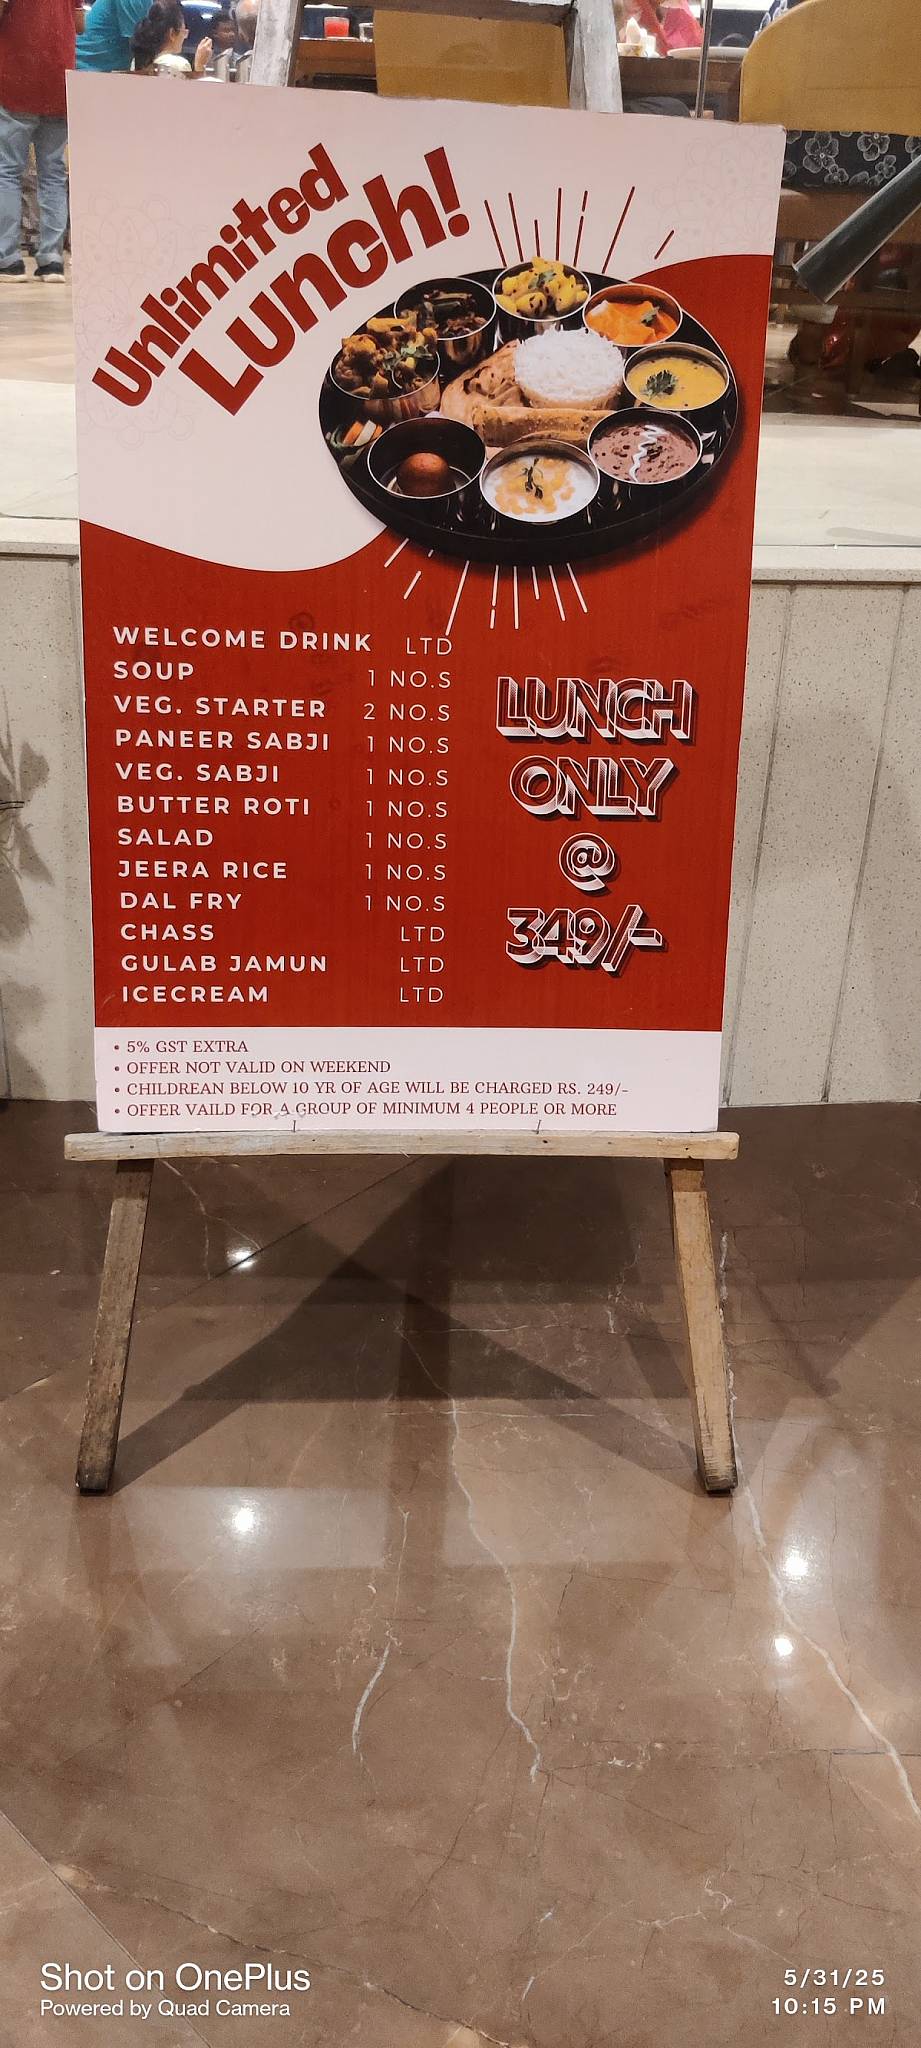 Unlimited
Lunch!
WELCOME DRINK LTD
SOUP 1 NO.S
VEG. STARTER 2 NO.S
PANEER SABJI 1 NO.S
VEG. SABJI 1 NO.S
BUTTER ROTI 1 NO.S
SALAD 1 NO.S
JEERA RICE 1 NO.S
DAL FRY 1 NO.S
CHASS LTD
GULAB JAMUN LTD
ICECREAM LTD
LUNCH
ONLY
@
349/-
• 5% GST EXTRA
• OFFER NOT VALID ON WEEKEND
• CHILDREAN BELOW 10 YR OF AGE WILL BE CHARGED RS. 249/-
• OFFER VAILD FOR A GROUP OF MINIMUM 4 PEOPLE OR MORE
Shot on OnePlus
Powered by Quad Camera
5/31/25
10:15 PM